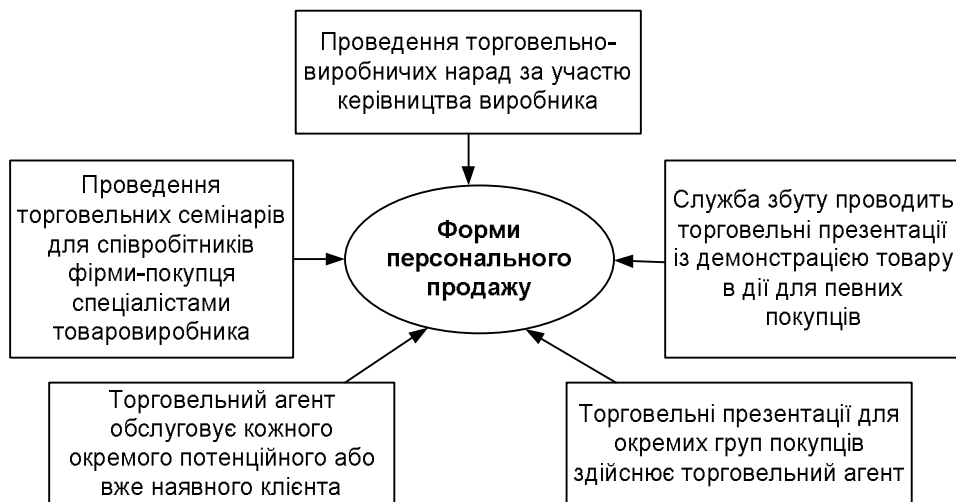 Проведення торговельно-
виробничих нарад за участю
керівництва виробника
Проведення
торговельних семінарів
для співробітників
фірми-покупця
спеціалістами
товаровиробника
Форми
персонального
продажу
Служба збуту проводить
торговельні презентації
із демонстрацією товару
в дії для певних
покупців
Торговельний агент
обслуговує кожного
окремого потенційного або
вже наявного клієнта
Торговельні презентації для
окремих груп покупців
здійснює торговельний агент